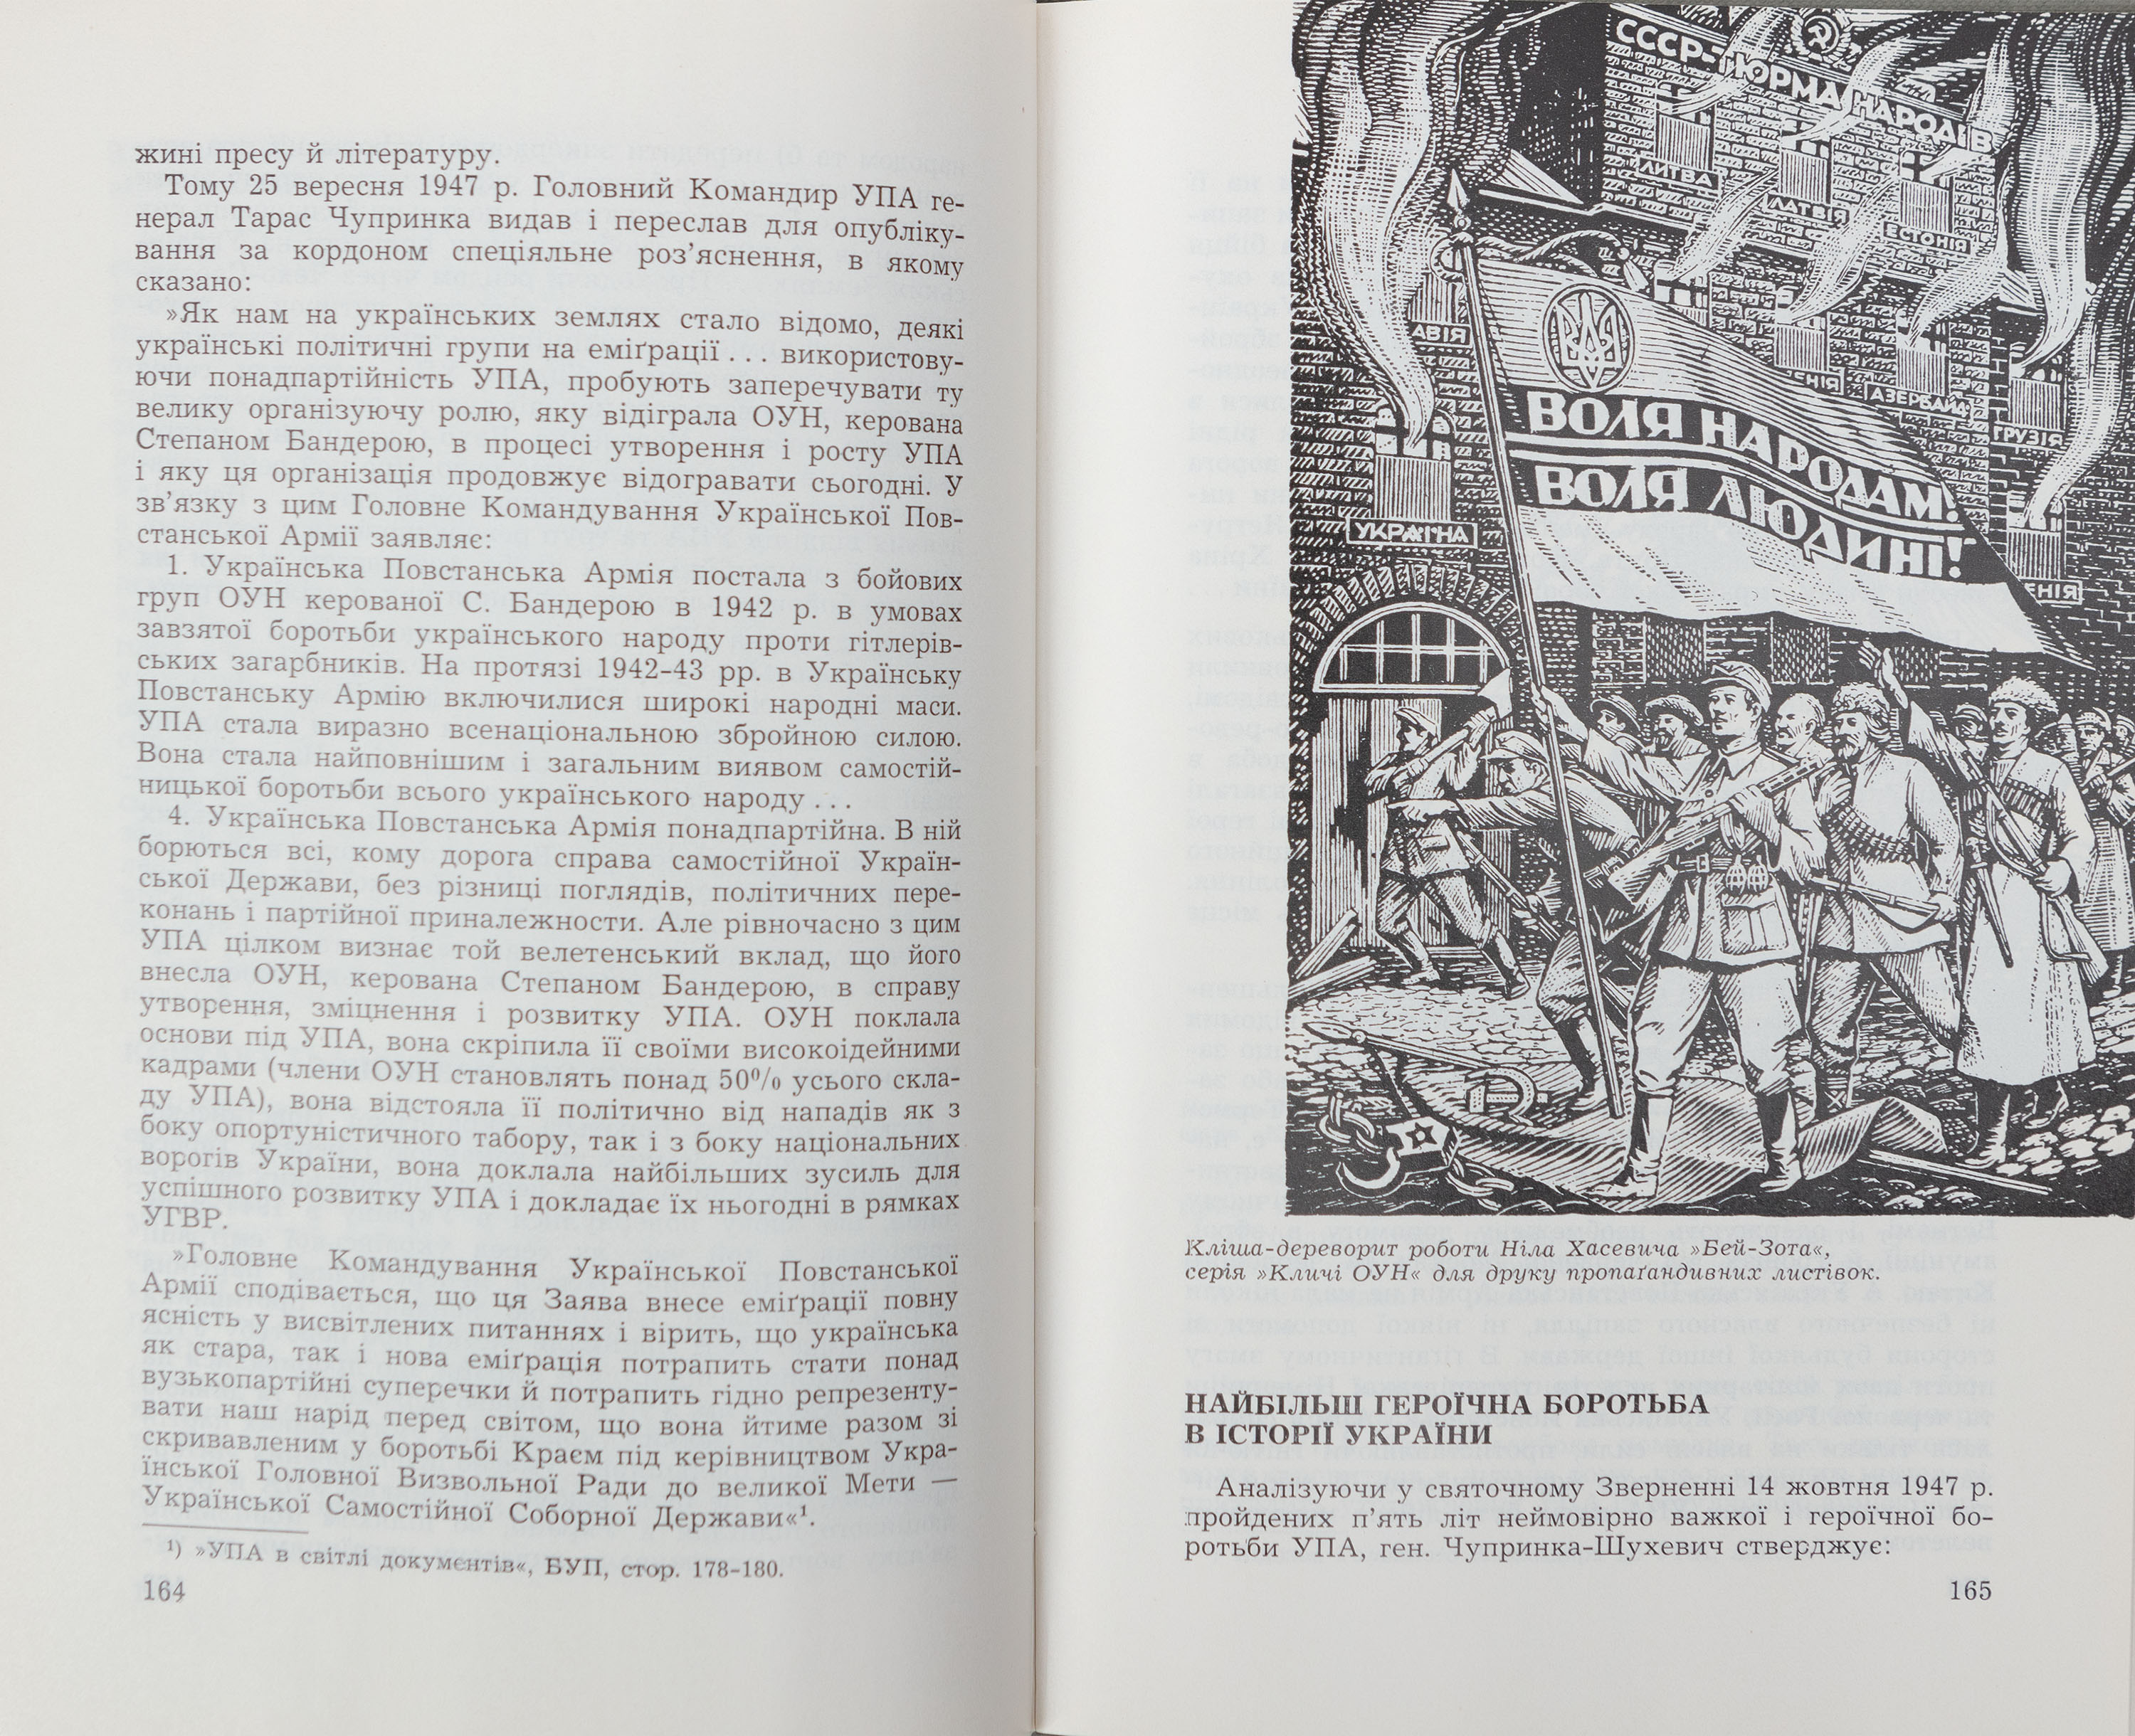 жині пресу й літературу.
Тому 25 вересня 1947 р. Головний Командир УПА ге-
нерал Тарас Чупринка видав і переслав для опубліку-
вання за кордоном спеціяльне роз’яснення, в якому
сказано:
»Як нам на українських землях стало відомо, деякі
українські політичні групи на еміґрації ... використову-
ючи понадпартійність УПА, пробують заперечувати ту
велику організуючу ролю, яку відіграла ОУН, керована
Степаном Бандерою, в процесі утворення і росту УПА
і яку ця організація продовжує відогравати сьогодні. У
зв’язку з цим Головне Командування Української Пов-
станської Армії заявляє:
1. Українська Повстанська Армія постала з бойових
груп ОУН керованої С. Бандерою в 1942 р. в умовах
завзятої боротьби українського народу проти гітлерів-
ських загарбників. На протязі 1942-43 рр. в Українську
Повстанську Армію включилися широкі народні маси.
УПА стала виразно всенаціональною збройною силою.
Вона стала найповнішим і загальним виявом самостій-
ницької боротьби всього українського народу ...
4. Українська Повстанська Армія понадпартійна. В ній
борються всі, кому дорога справа самостійної Україн-
ської Держави, без різниці поглядів, політичних пере-
конань і партійної приналежности. Але рівночасно з цим
УПА цілком визнає той велетенський вклад, що його
внесла ОУН, керована Степаном Бандерою, в справу
утворення, зміцнення і розвитку УПА. ОУН поклала
основи під УПА, вона скріпила її своїми високоідейними
кадрами (члени ОУН становлять понад 50% усього скла-
ду УПА), вона відстояла її політично від нападів як з
боку опортуністичного табору, так і з боку національних
ворогів України, вона доклала найбільших зусиль для
успішного розвитку УПА і докладає їх ньогодні в рямках
УГВР.
»Головне Командування Української Повстанської
Армії сподівається, що ця Заява внесе еміґрації повну
ясність у висвітлених питаннях і вірить, що українська
як стара, так і нова еміґрація потрапить стати понад
вузькопартійні суперечки й потрапить гідно репрезенту-
вати наш нарід перед світом, що вона йтиме разом зі
скривавленим у боротьбі Краєм під керівництвом Укра-
їнської Головної Визвольної Ради до великої Мети —
Української Самостійної Соборної Держави«¹.
¹) »УПА в світлі документів«, БУП, стор. 178-180.
164
СССР-ТЮРМА НАРОДІВ
ЛИТВА
ЛАТВІЯ
ЕСТОНІЯ
АВІЯ
ЕНІЯ
АЗЕРБАЙД
ГРУЗІЯ
УКРАЇНА
ЕНІЯ
ВОЛЯ НАРОДАМ!
ВОЛЯ ЛЮДИНІ!
Кліша-дереворит роботи Ніла Хасевича »Бей-Зота«,
серія »Кличі ОУН« для друку пропаґандивних листівок.
НАЙБІЛЬШ ГЕРОЇЧНА БОРОТЬБА
В ІСТОРІЇ УКРАЇНИ
Аналізуючи у святочному Зверненні 14 жовтня 1947 р.
пройдених п’ять літ неймовірно важкої і героїчної бо-
ротьби УПА, ген. Чупринка-Шухевич стверджує:
165